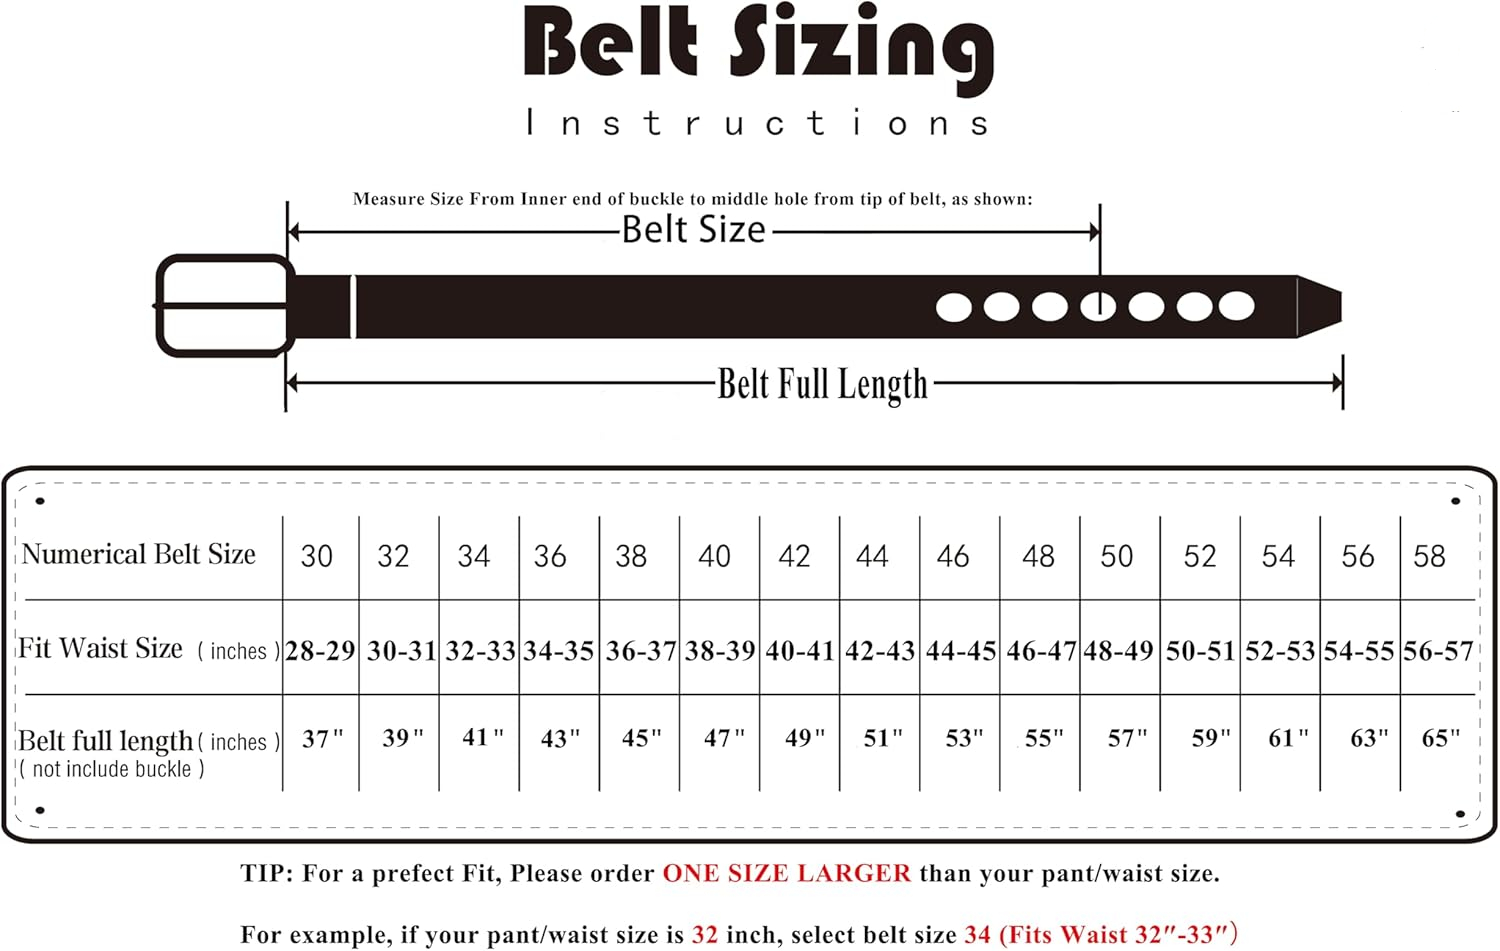 Belt Sizing
Instructions
Measure Size From Inner end of buckle to middle hole from tip of belt, as shown:
Belt Size
Belt Full Length
Numerical Belt Size 30 32 34 36 38 40 42 44 46 48 50 52 54 56 58
Fit Waist Size ( inches ) 28-29 30-31 32-33 34-35 36-37 38-39 40-41 42-43 44-45 46-47 48-49 50-51 52-53 54-55 56-57
Belt full length ( inches ) 37" 39" 41" 43" 45" 47" 49" 51" 53" 55" 57" 59" 61" 63" 65"
( not include buckle )
TIP: For a prefect Fit, Please order ONE SIZE LARGER than your pant/waist size.
For example, if your pant/waist size is 32 inch, select belt size 34 (Fits Waist 32"-33")